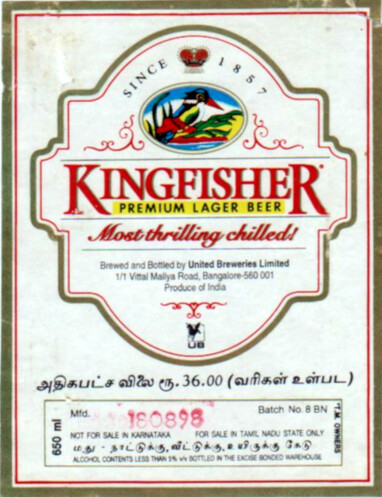 SINCE 1857
KINGFISHER
PREMIUM LAGER BEER
Most thrilling chilled!
Brewed and Bottled by United Breweries Limited
1/1 Vittal Mallya Road, Bangalore-560 001
Produce of India
UB
அதிகபட்ச விலை ரூ. 36.00 (வரிகள் உள்பட)
Mfd. 180898 Batch No. 8 BN
650 ml
NOT FOR SALE IN KARNATAKA FOR SALE IN TAMIL NADU STATE ONLY
மது - நாட்டுக்கு, வீட்டுக்கு, உயிருக்கு கேடு
ALCOHOL CONTENTS LESS THAN 5% v/v BOTTLED IN THE EXCISE BONDED WAREHOUSE
*T.M. OWNERS